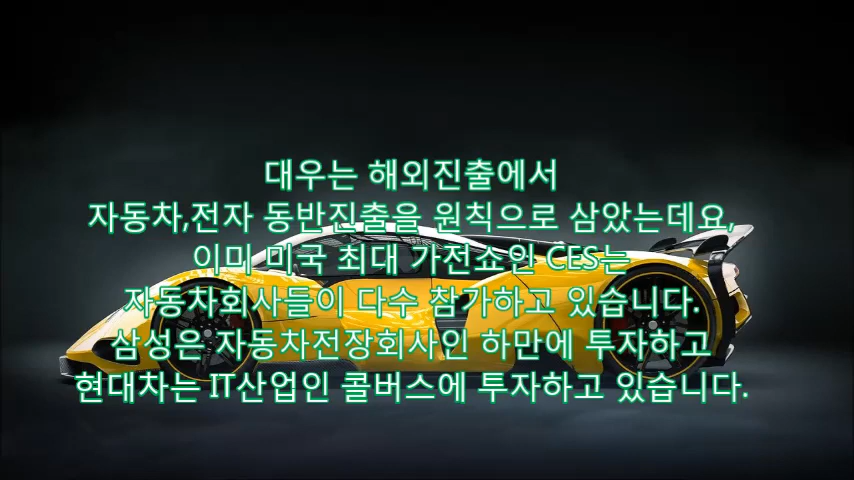 대우는 해외진출에서
자동차,전자 동반진출을 원칙으로 삼았는데요,
이미 미국 최대 가전쇼인 CES는
자동차회사들이 다수 참가하고 있습니다.
삼성은 자동차전장회사인 하만에 투자하고
현대차는 IT산업인 콜버스에 투자하고 있습니다.